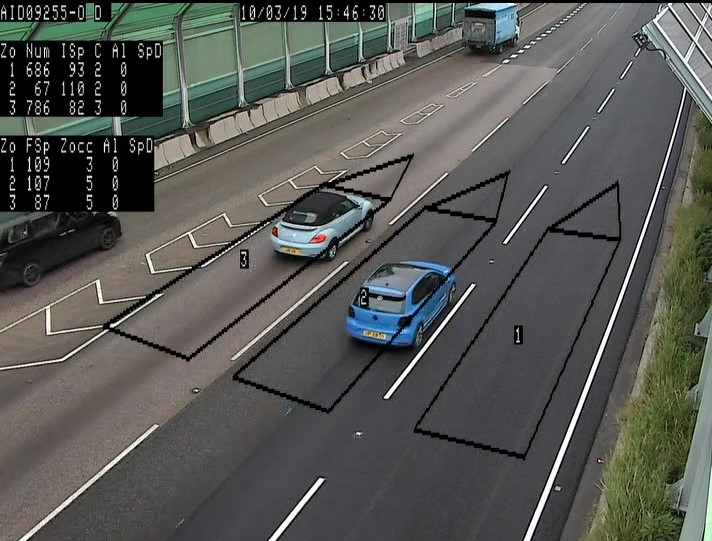 AID09255-0 0 10/03/19 15:46:30
Zo Num ISp C Al SpD
1 686 93 2 0
2 67 110 2 0
3 786 82 3 0
Zo FSp Zocc Al SpD
1 109 3 0
2 107 5 0
3 87 5 0
3
2
1